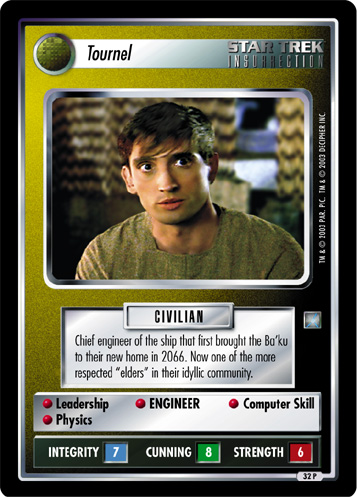 Tournel
STAR TREK
INSURRECTION
TM & © 2003 PAR. PIC. TM & © 2003 DECIPHER INC.
CIVILIAN
Chief engineer of the ship that first brought the Ba'ku
to their new home in 2066. Now one of the more
respected "elders" in their idyllic community.
Leadership
ENGINEER
Computer Skill
Physics
INTEGRITY 7 CUNNING 8 STRENGTH 6
32 P